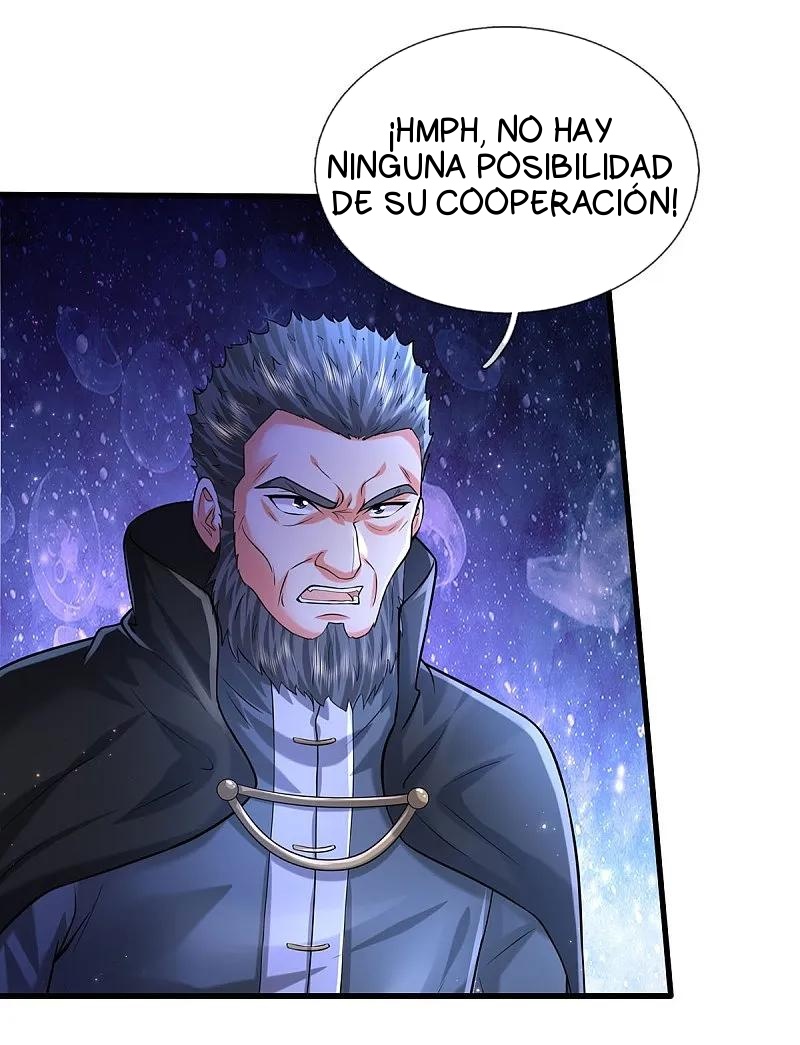 ¡HMPH, NO HAY
NINGUNA POSIBILIDAD
DE SU COOPERACIÓN!